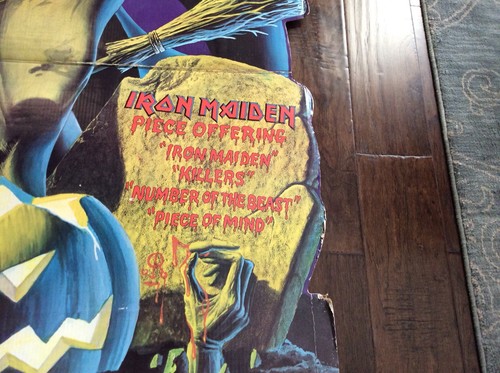 IRON MAIDEN
PIECE OFFERING
"IRON MAIDEN"
"KILLERS"
"NUMBER OF THE BEAST"
"PIECE OF MIND"